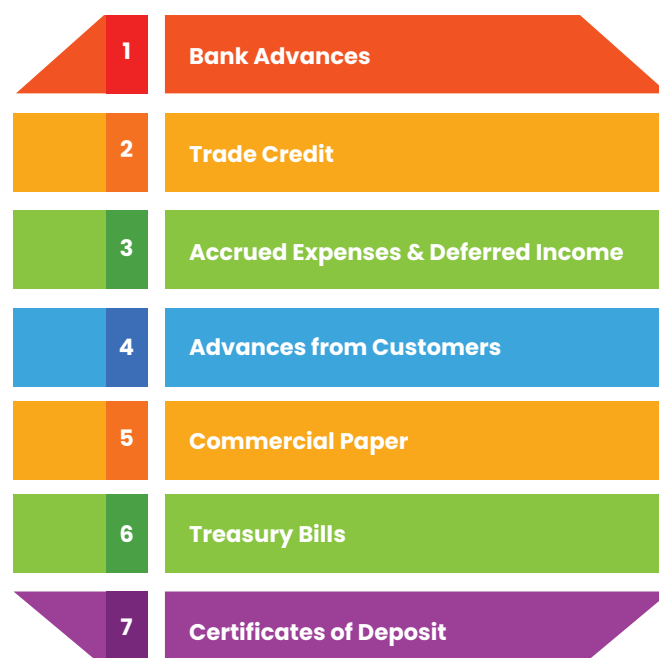 1 Bank Advances
2 Trade Credit
3 Accrued Expenses & Deferred Income
4 Advances from Customers
5 Commercial Paper
6 Treasury Bills
7 Certificates of Deposit